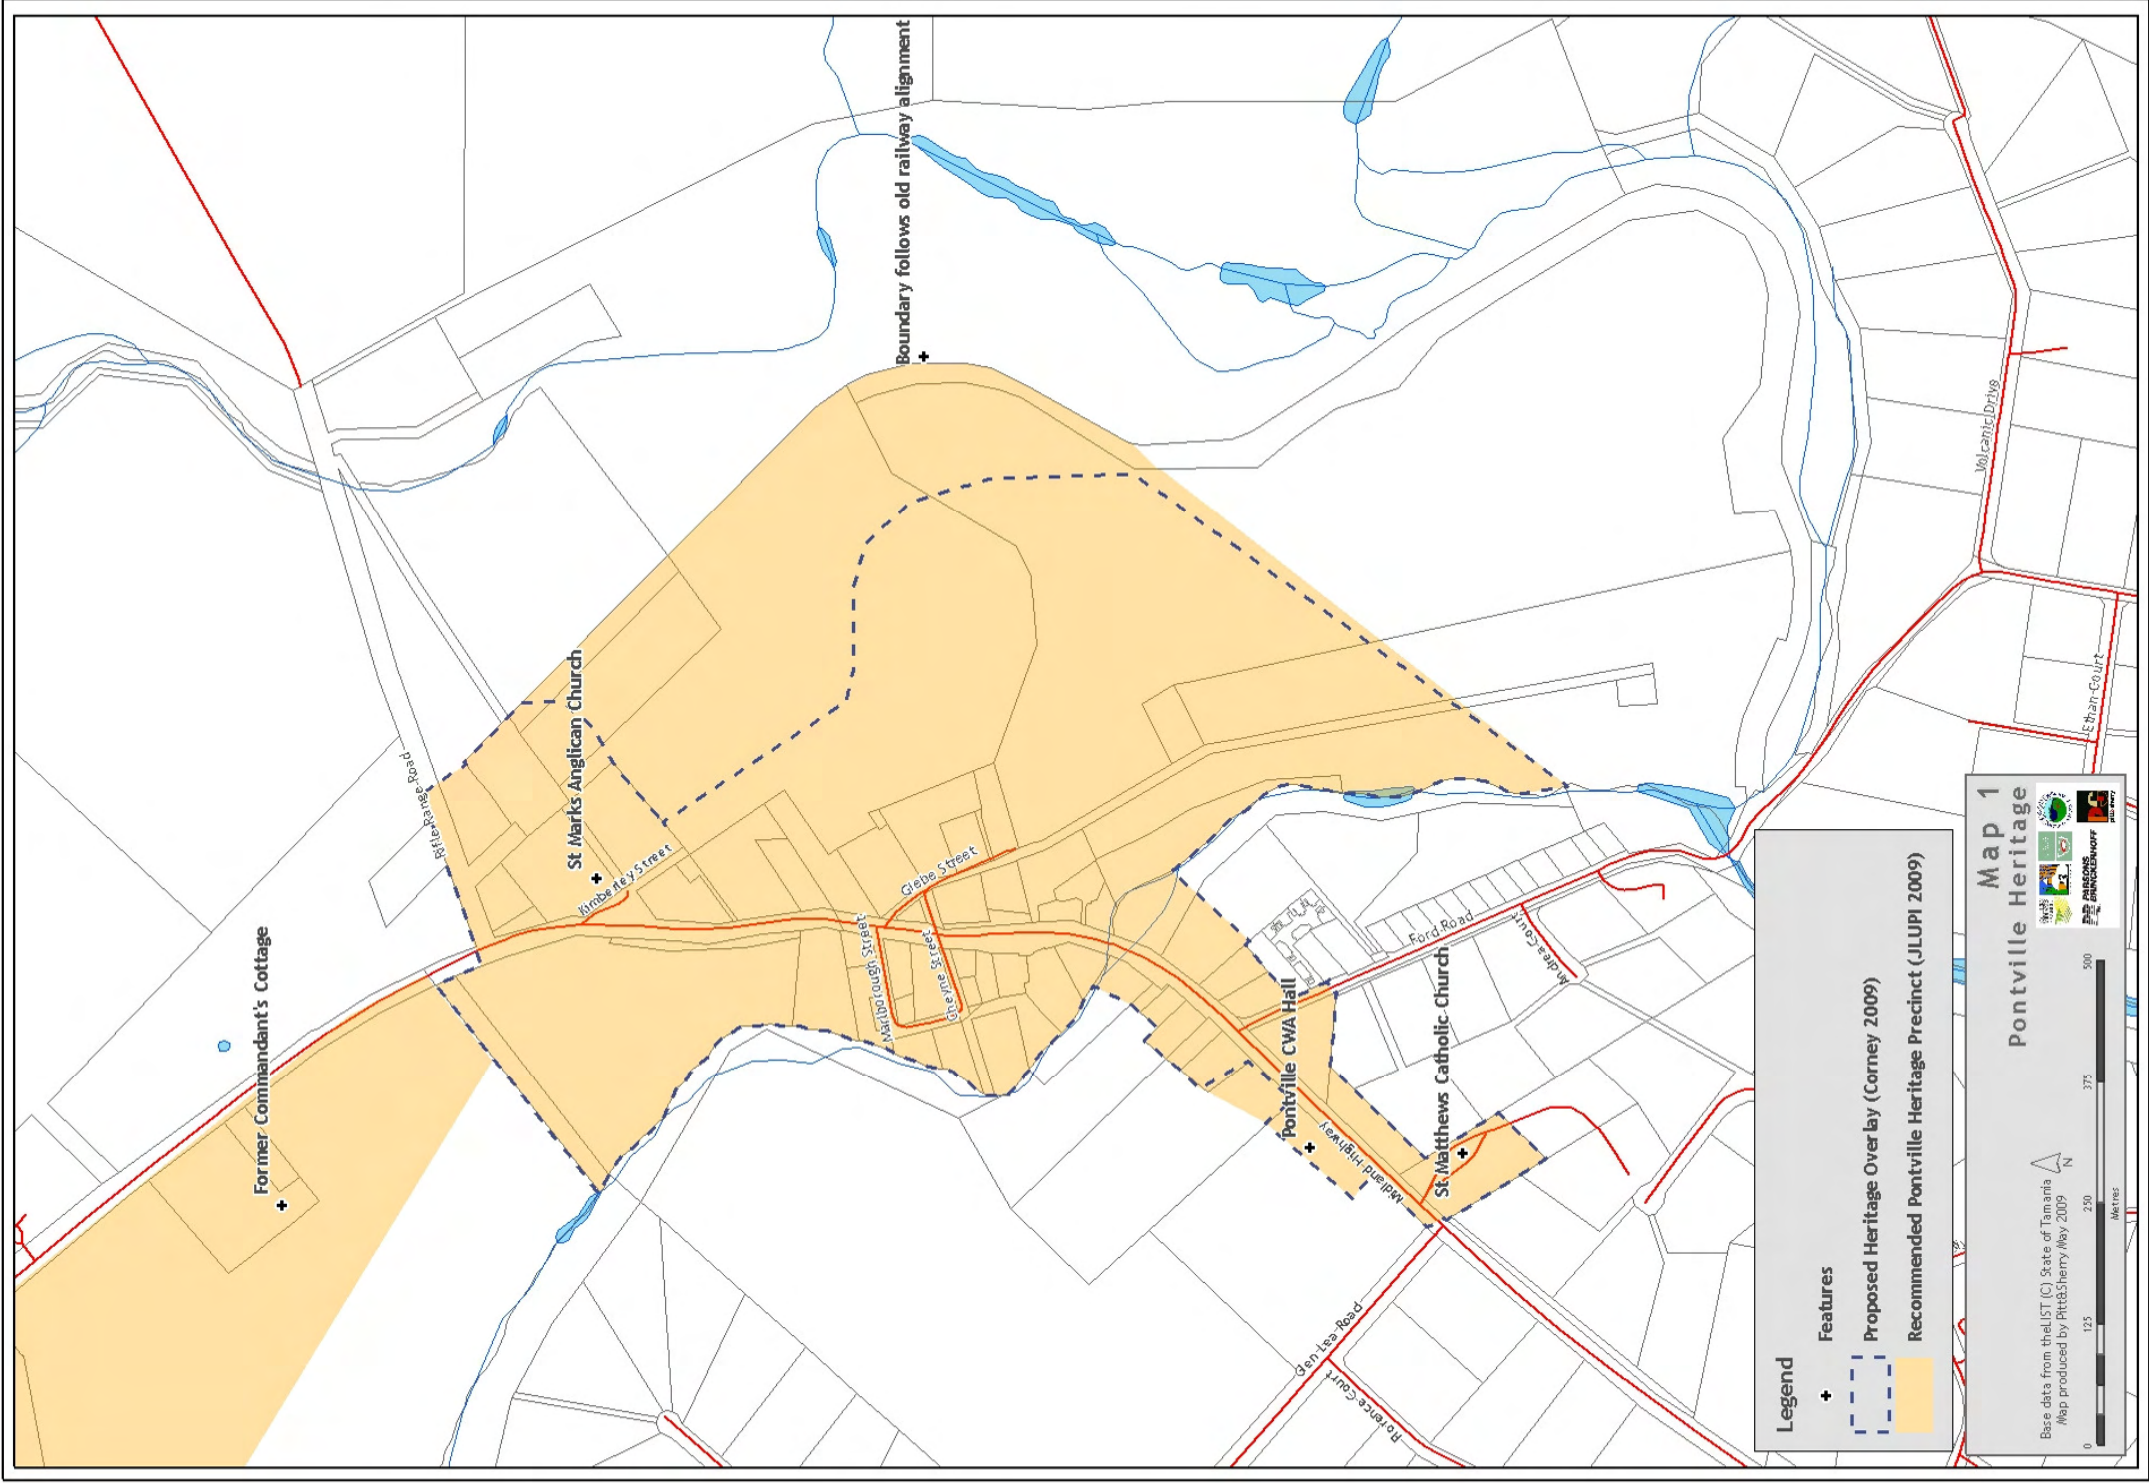 Boundary follows old railway alignment
Former Commandant's Cottage
Rifle-Range-Road
St Marks Anglican Church
Kimberley Street
Glebe Street
Marlborough Street
Cheyne Street
Volcanic Drive
Ethan-Court
Ford-Road
Andrea-Court
Pontville CWA Hall
Midland Highway
St Matthews Catholic Church
Glen-Lea-Road
Florence-Court
Legend
Features
Proposed Heritage Overlay (Corney 2009)
Recommended Pontville Heritage Precinct (JLUPI 2009)
Map 1
Pontville Heritage
PARSONS
BRINCKERHOFF
Base data from theLIST (C) State of Tamania
Map produced by Pitt&Sherry May 2009
N
0 125 250 375 500
Metres